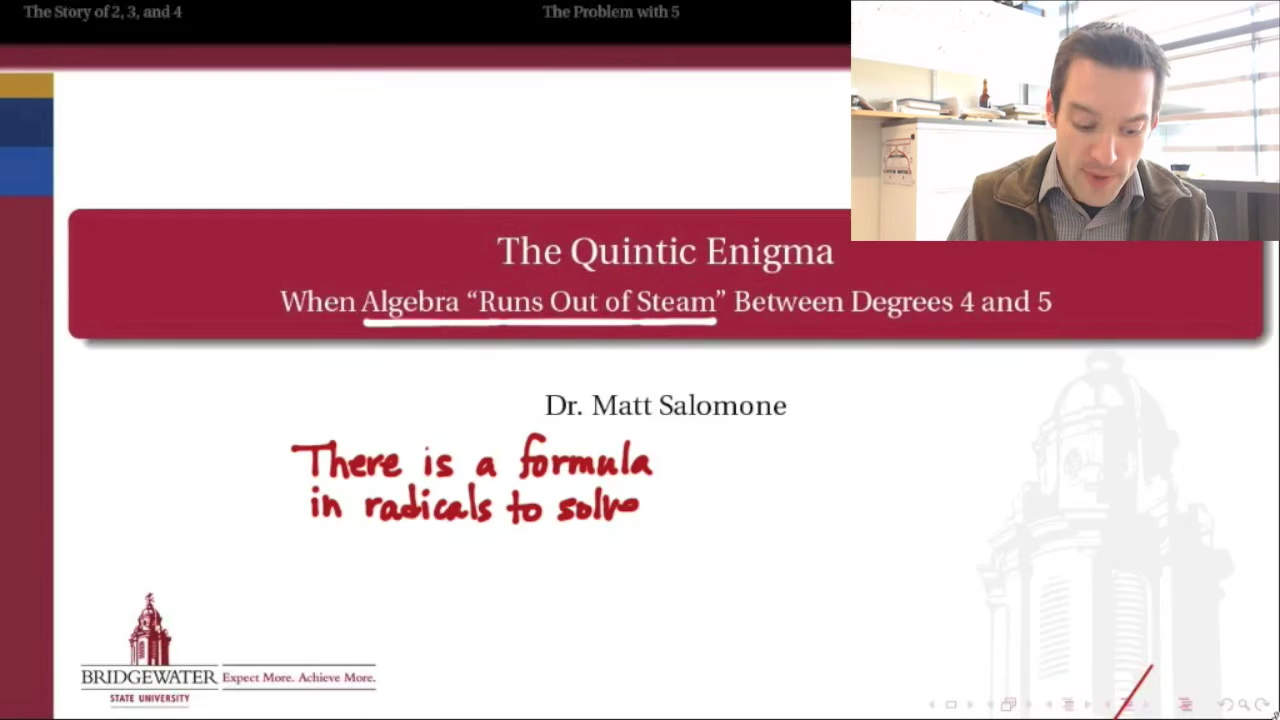 The Story of 2, 3, and 4
The Problem with 5
The Quintic Enigma
When Algebra “Runs Out of Steam” Between Degrees 4 and 5
Dr. Matt Salomone
There is a formula
in radicals to solve
BRIDGEWATER
STATE UNIVERSITY
Expect More. Achieve More.